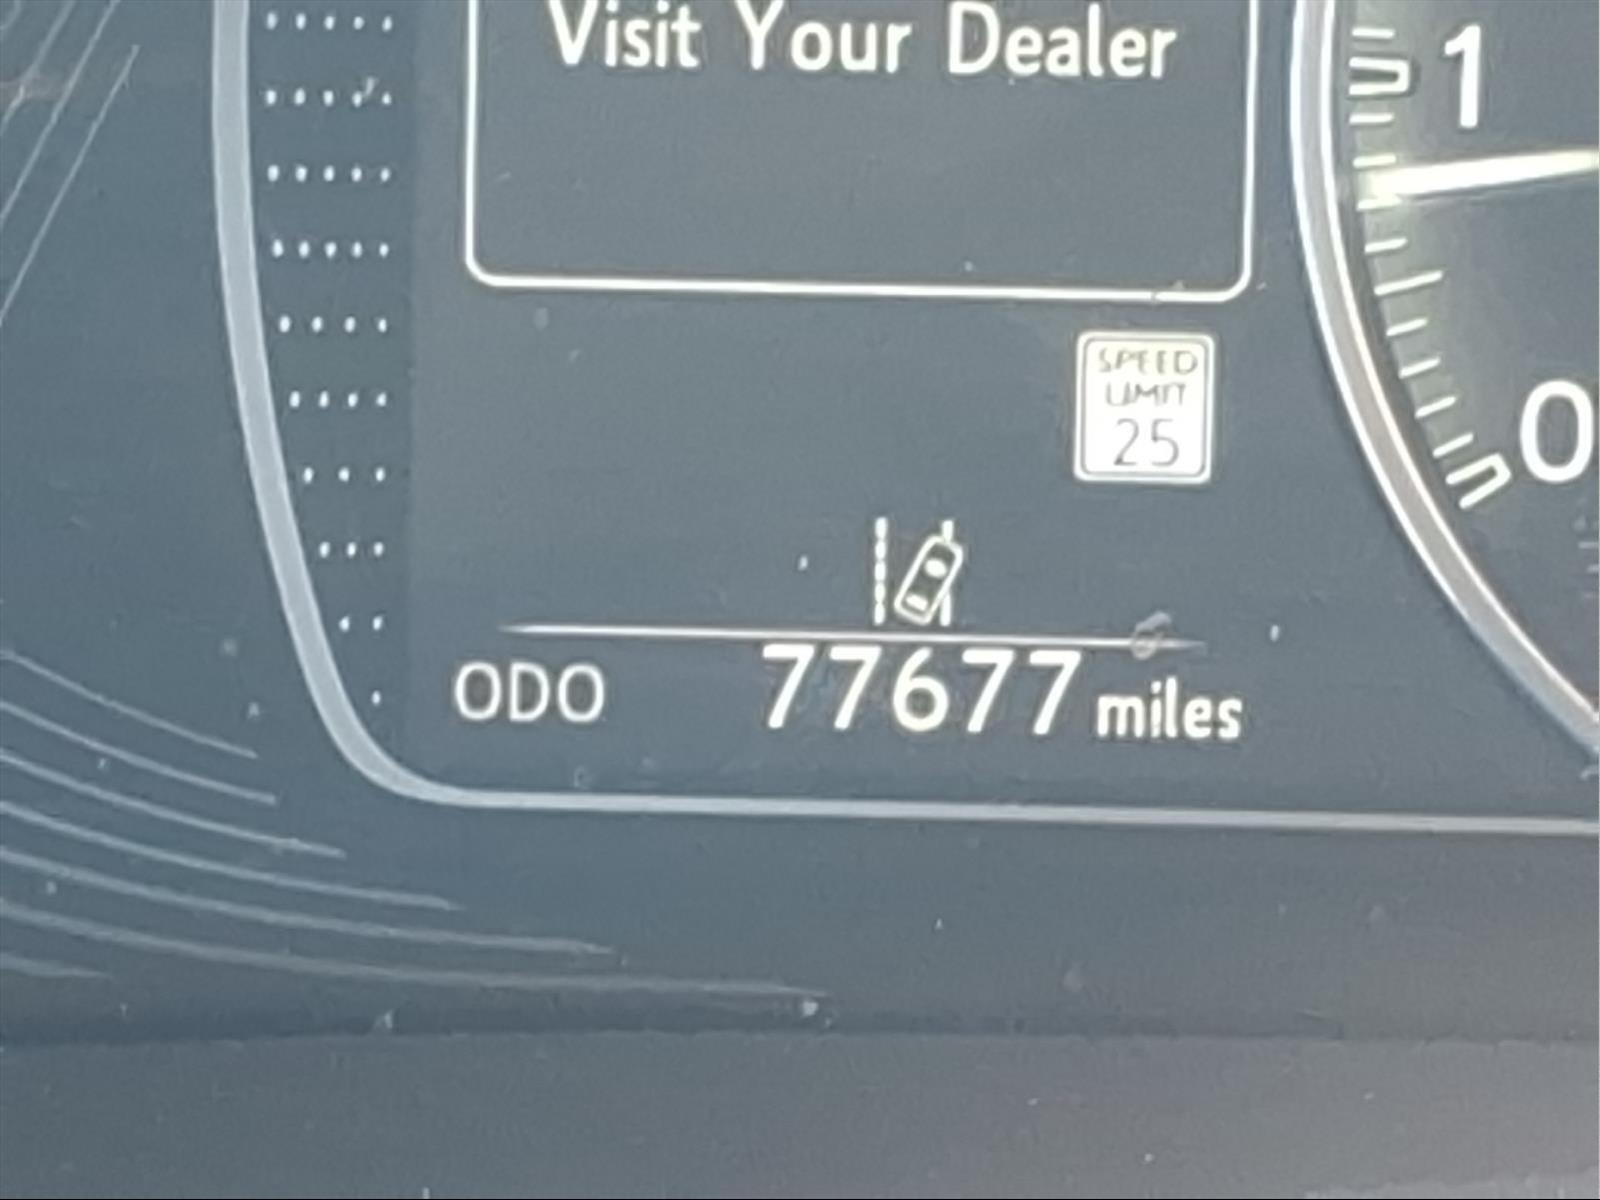 Visit Your Dealer
1
SPEED
LIMIT
25
0
ODO 77677 miles